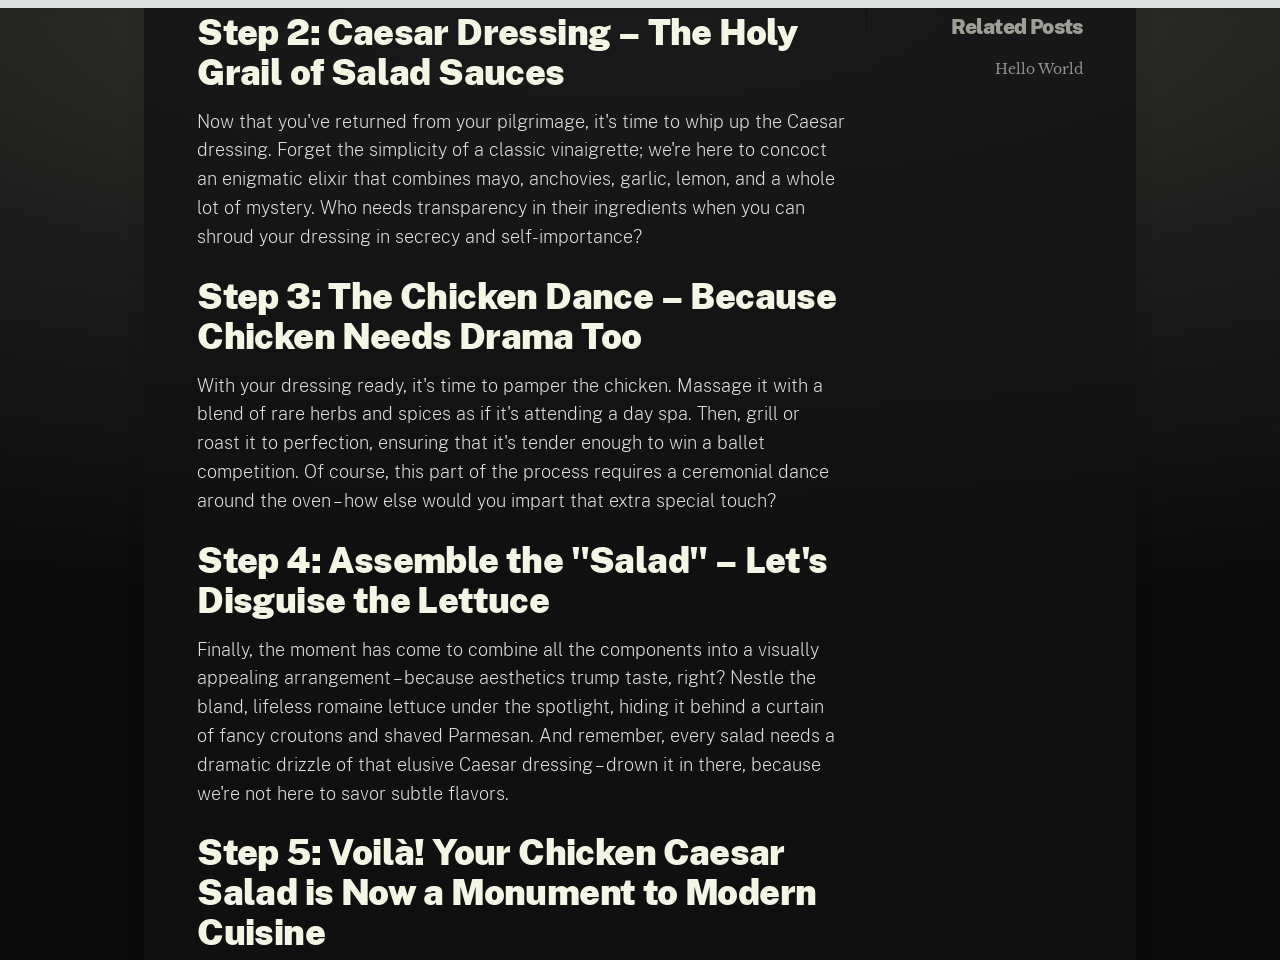 Step 2: Caesar Dressing – The Holy
Grail of Salad Sauces
Now that you've returned from your pilgrimage, it's time to whip up the Caesar
dressing. Forget the simplicity of a classic vinaigrette; we're here to concoct
an enigmatic elixir that combines mayo, anchovies, garlic, lemon, and a whole
lot of mystery. Who needs transparency in their ingredients when you can
shroud your dressing in secrecy and self-importance?
Step 3: The Chicken Dance – Because
Chicken Needs Drama Too
With your dressing ready, it's time to pamper the chicken. Massage it with a
blend of rare herbs and spices as if it's attending a day spa. Then, grill or
roast it to perfection, ensuring that it's tender enough to win a ballet
competition. Of course, this part of the process requires a ceremonial dance
around the oven–how else would you impart that extra special touch?
Step 4: Assemble the "Salad" – Let's
Disguise the Lettuce
Finally, the moment has come to combine all the components into a visually
appealing arrangement–because aesthetics trump taste, right? Nestle the
bland, lifeless romaine lettuce under the spotlight, hiding it behind a curtain
of fancy croutons and shaved Parmesan. And remember, every salad needs a
dramatic drizzle of that elusive Caesar dressing–drown it in there, because
we're not here to savor subtle flavors.
Step 5: Voilà! Your Chicken Caesar
Salad is Now a Monument to Modern
Cuisine
Related Posts
Hello World